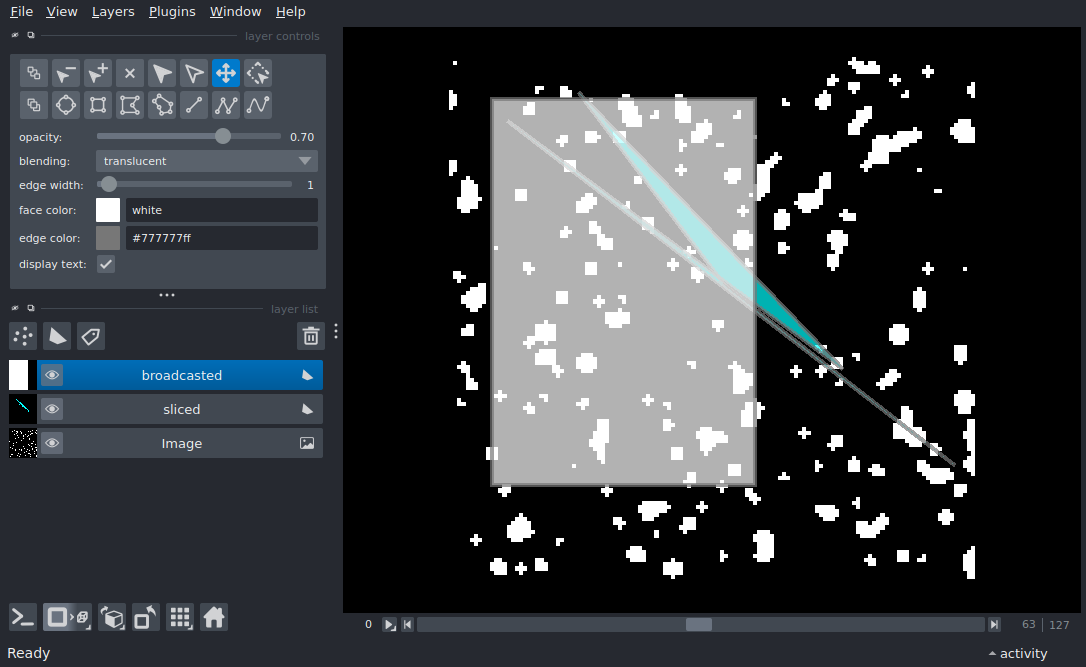 File View Layers Plugins Window Help
layer controls
opacity: 0.70
blending: translucent
edge width: 1
face color: white
edge color: #777777ff
display text:
layer list
broadcasted
sliced
Image
0 63 127
Ready activity